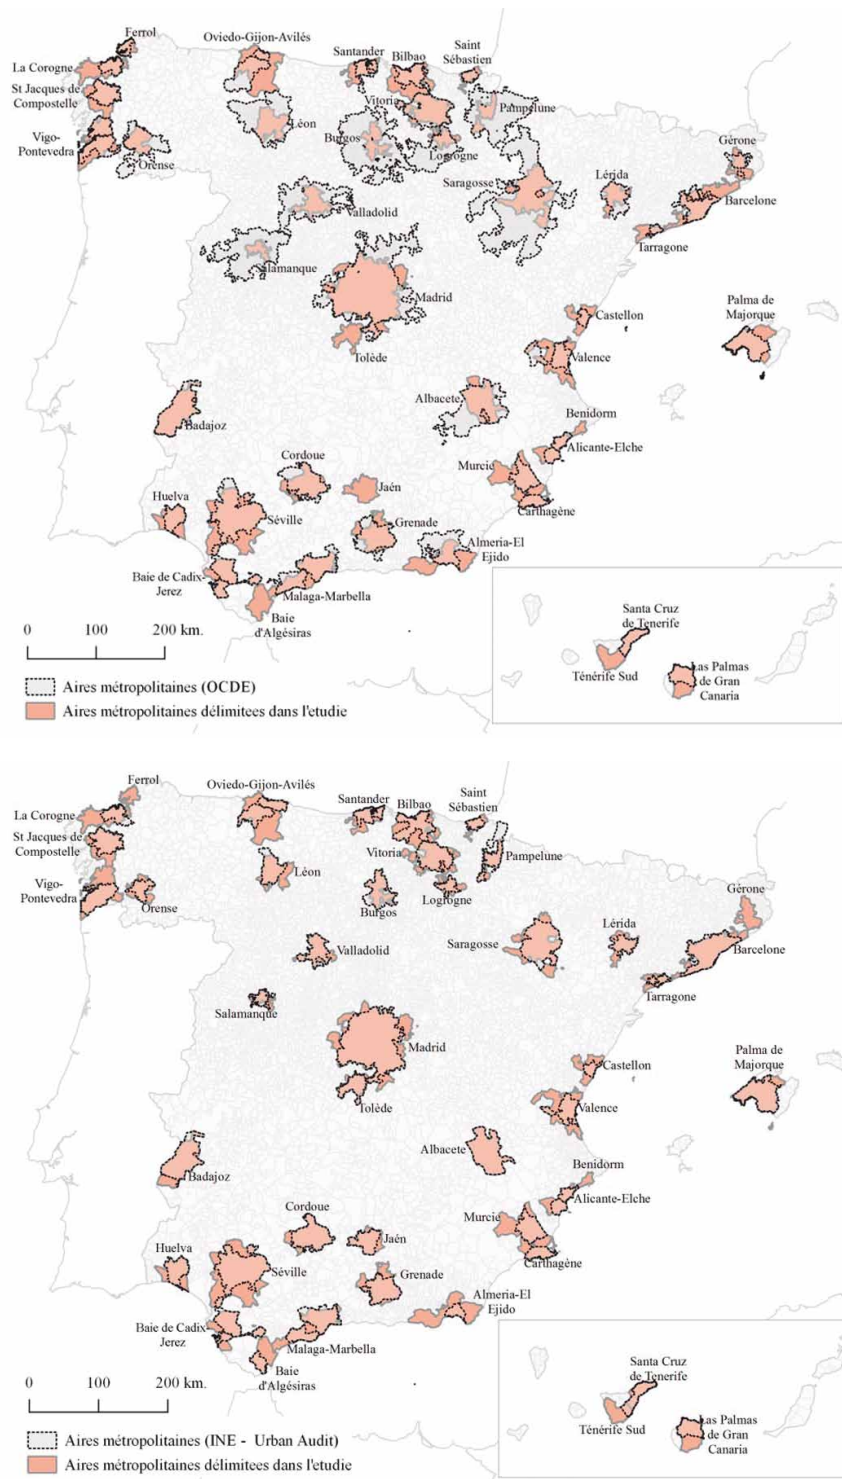 Ferrol
Oviedo-Gijon-Avilés
Santander
Bilbao
Saint
Sébastien
La Corogne
St Jacques de
Compostelle
Vitoria
Pampelune
Léon
Vigo-
Pontevedra
Burgos
Logrogne
Orense
Gérone
Saragosse
Lérida
Barcelone
Valladolid
Tarragone
Salamanque
Madrid
Palma de
Majorque
Castellon
Tolède
Valence
Albacete
Benidorm
Badajoz
Alicante-Elche
Cordoue
Murcie
Jaén
Huelva
Carthagène
Séville
Grenade
Almeria-El
Ejido
Baie de Cadix-
Jerez
Malaga-Marbella
Baie
d'Algésiras
Santa Cruz
de Tenerife
0 100 200 km.
Las Palmas
de Gran
Canaria
Ténérife Sud
Aires métropolitaines (OCDE)
Aires métropolitaines délimitees dans l'etudie
Ferrol
Oviedo-Gijon-Avilés
Santander
Bilbao
Saint
Sébastien
La Corogne
St Jacques de
Compostelle
Vitoria
Pampelune
Léon
Vigo-
Pontevedra
Burgos
Logrogne
Orense
Gérone
Saragosse
Lérida
Barcelone
Valladolid
Tarragone
Salamanque
Madrid
Palma de
Majorque
Castellon
Tolède
Valence
Albacete
Benidorm
Badajoz
Alicante-Elche
Cordoue
Murcie
Jaén
Huelva
Carthagène
Séville
Grenade
Almeria-El
Ejido
Baie de Cadix-
Jerez
Malaga-Marbella
Baie
d'Algésiras
Santa Cruz
de Tenerife
0 100 200 km.
Las Palmas
de Gran
Canaria
Ténérife Sud
Aires métropolitaines (INE - Urban Audit)
Aires métropolitaines délimitees dans l'etudie